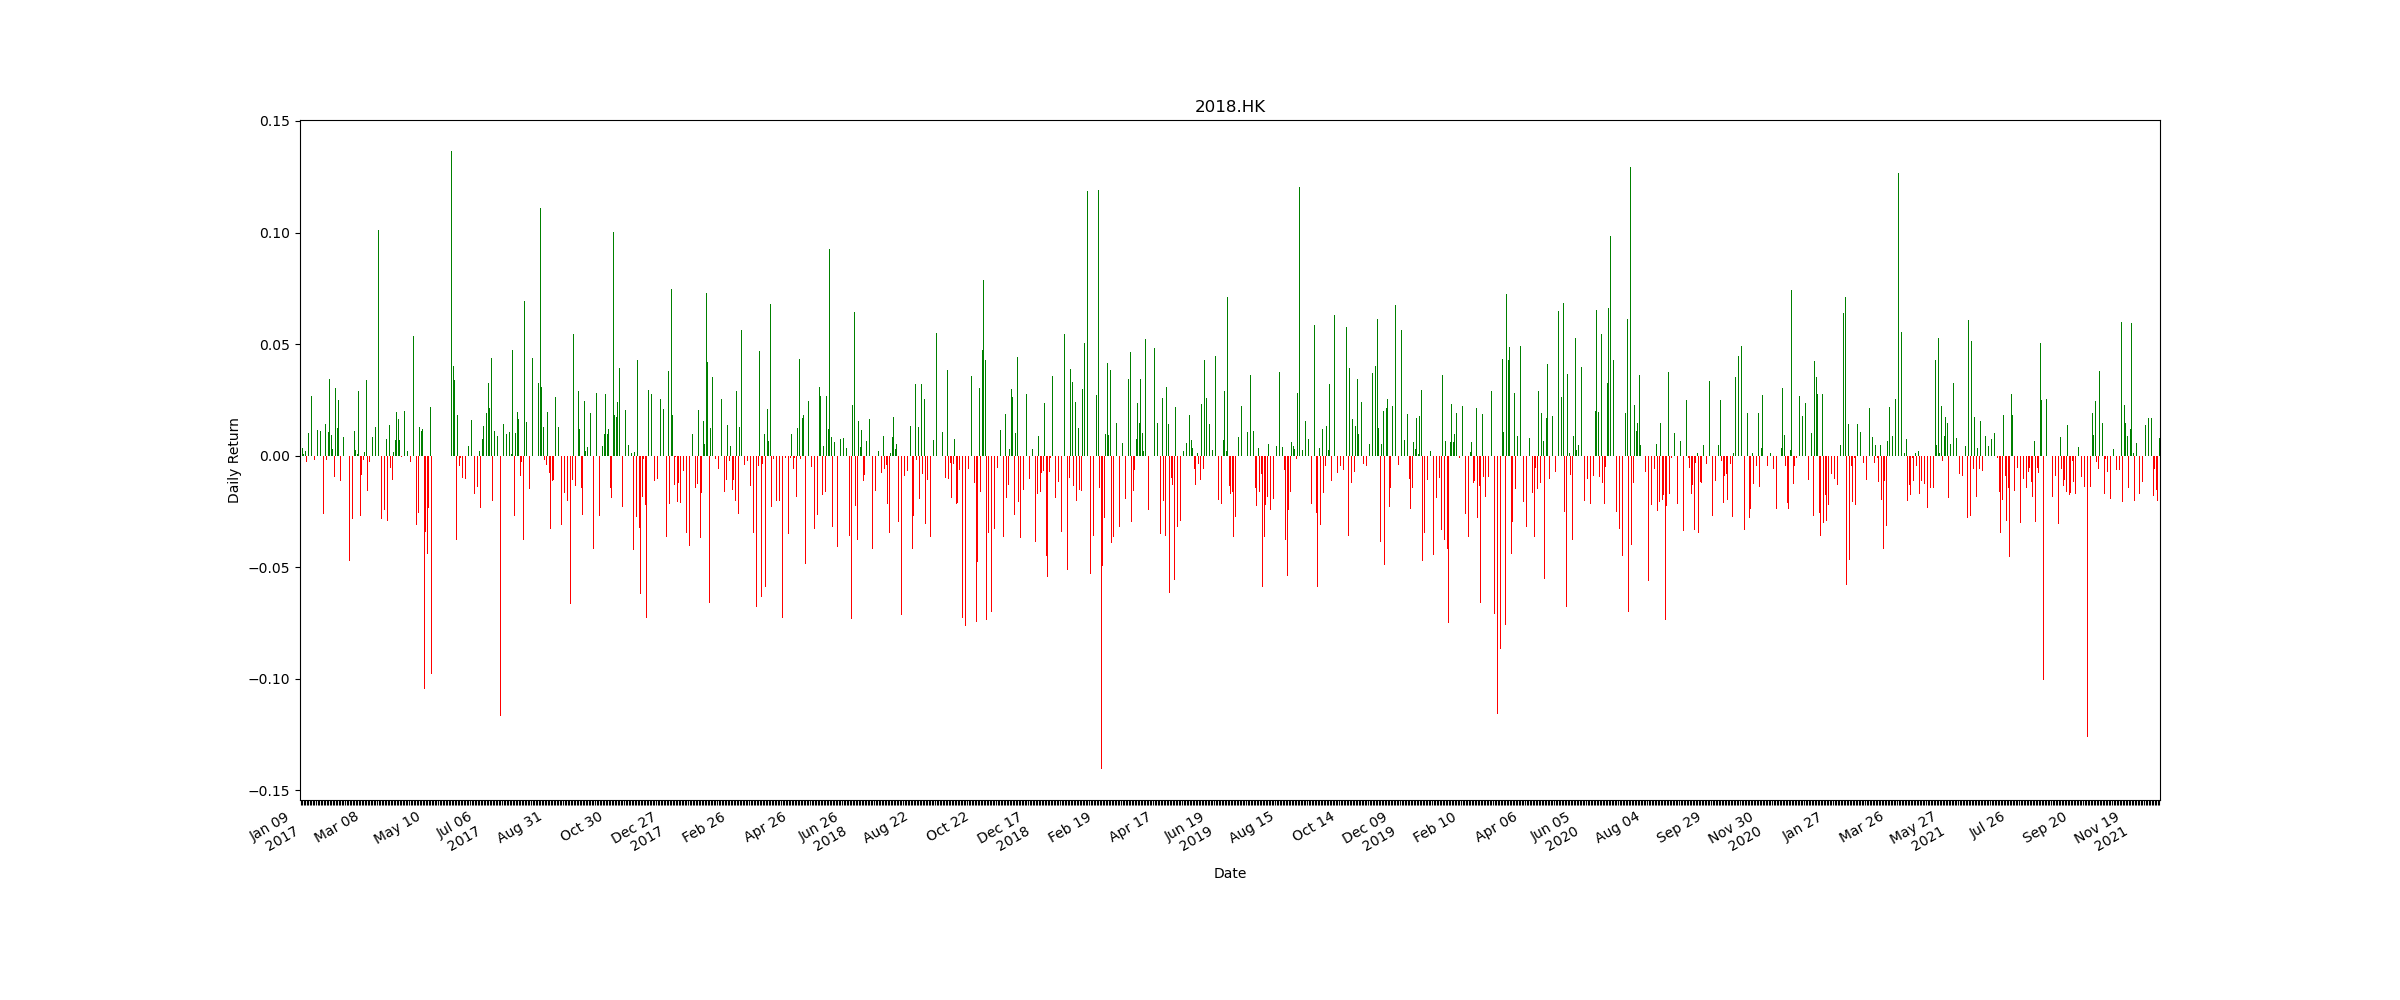 2018.HK
0.15
0.10
0.05
0.00
−0.05
−0.10
−0.15
Daily Return
Jan 09
2017
Mar 08
May 10
Jul 06
2017
Aug 31
Oct 30
Dec 27
2017
Feb 26
Apr 26
Jun 26
2018
Aug 22
Oct 22
Dec 17
2018
Feb 19
Apr 17
Jun 19
2019
Aug 15
Oct 14
Dec 09
2019
Feb 10
Apr 06
Jun 05
2020
Aug 04
Sep 29
Nov 30
2020
Jan 27
Mar 26
May 27
2021
Jul 26
Sep 20
Nov 19
2021
Date